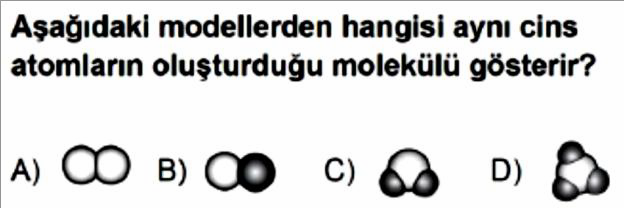 Aşağıdaki modellerden hangisi aynı cins
atomların oluşturduğu molekülü gösterir?
A) B) C) D)